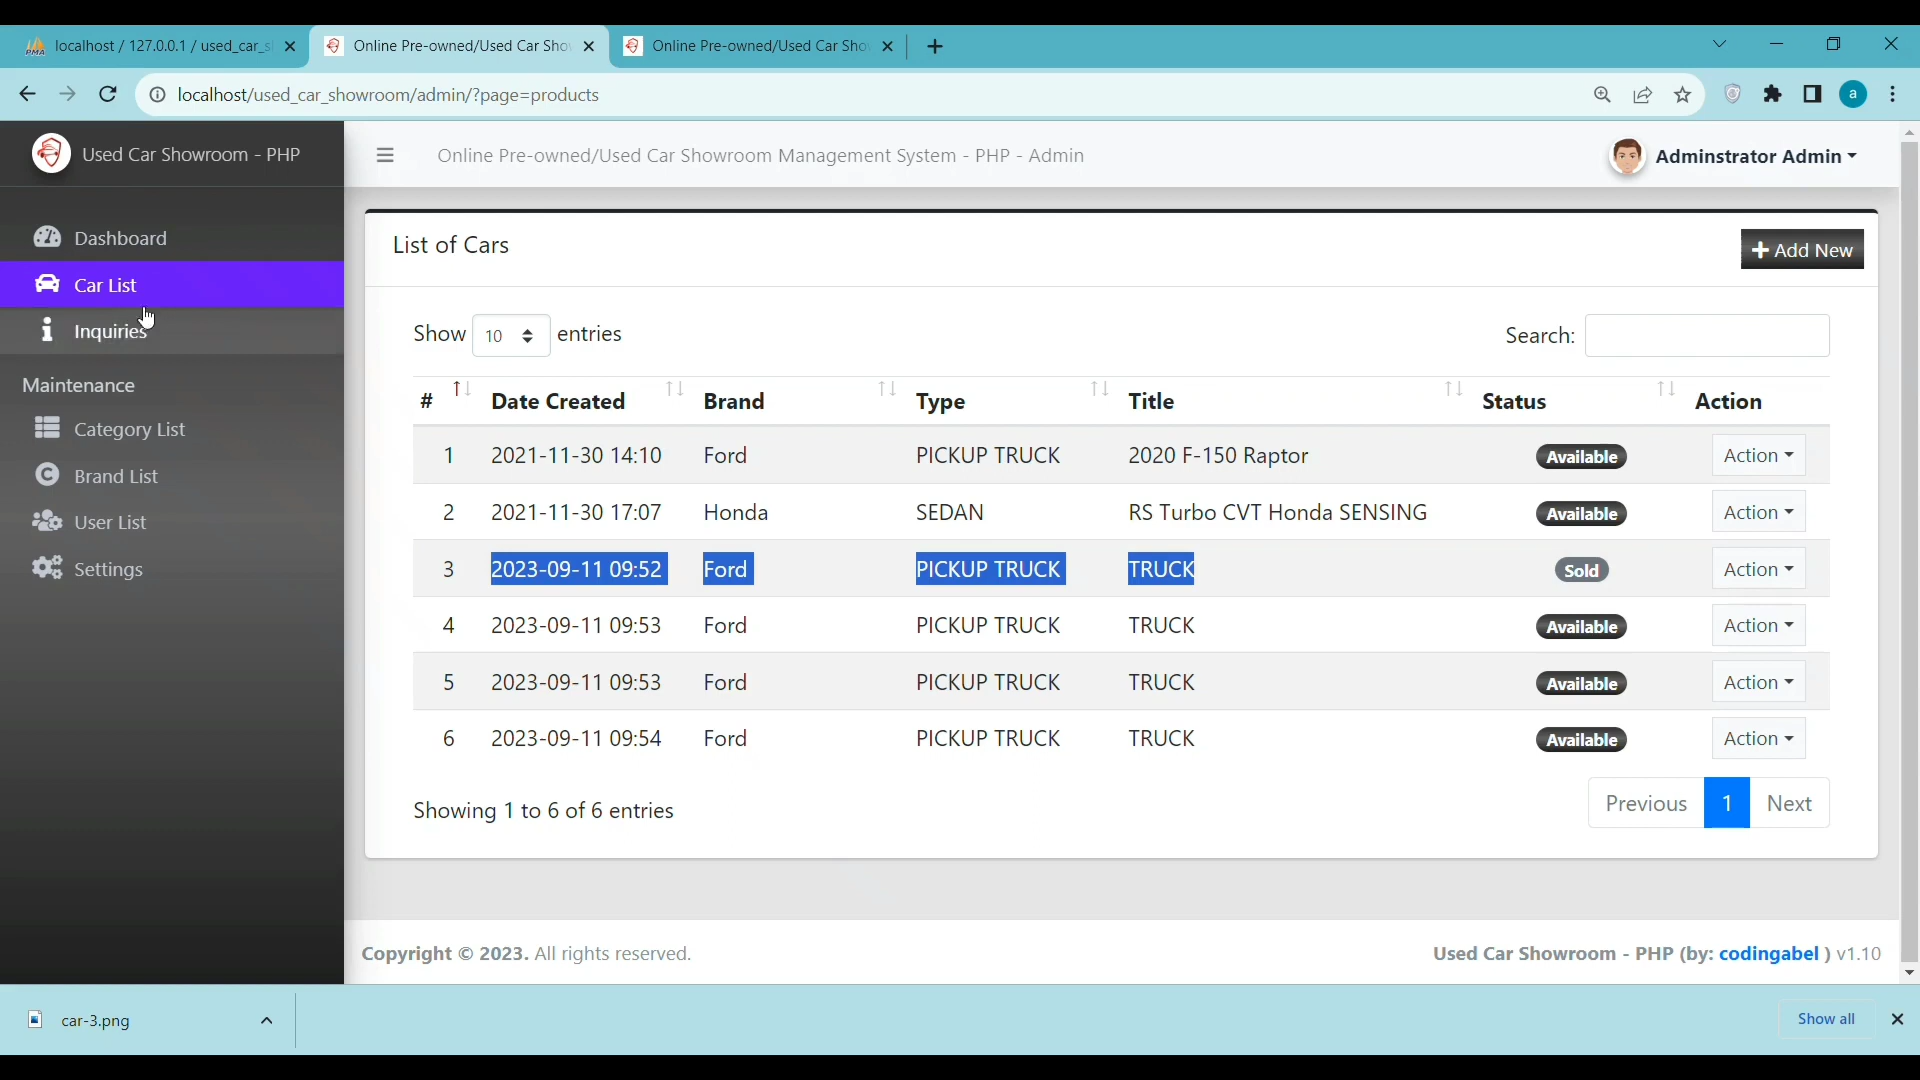 localhost / 127.0.0.1 / used_car_s
Online Pre-owned/Used Car Sho
Online Pre-owned/Used Car Sho
localhost/used_car_showroom/admin/?page=products
a
Used Car Showroom - PHP
Online Pre-owned/Used Car Showroom Management System - PHP - Admin
Adminstrator Admin
Dashboard
Car List
Inquiries
Maintenance
Category List
Brand List
User List
Settings
List of Cars
Add New
Show 10 entries
Search:
# Date Created Brand Type Title Status Action
1 2021-11-30 14:10 Ford PICKUP TRUCK 2020 F-150 Raptor Available Action
2 2021-11-30 17:07 Honda SEDAN RS Turbo CVT Honda SENSING Available Action
3 2023-09-11 09:52 Ford PICKUP TRUCK TRUCK Sold Action
4 2023-09-11 09:53 Ford PICKUP TRUCK TRUCK Available Action
5 2023-09-11 09:53 Ford PICKUP TRUCK TRUCK Available Action
6 2023-09-11 09:54 Ford PICKUP TRUCK TRUCK Available Action
Showing 1 to 6 of 6 entries
Previous 1 Next
Copyright © 2023. All rights reserved.
Used Car Showroom - PHP (by: codingabel ) v1.10
car-3.png
Show all